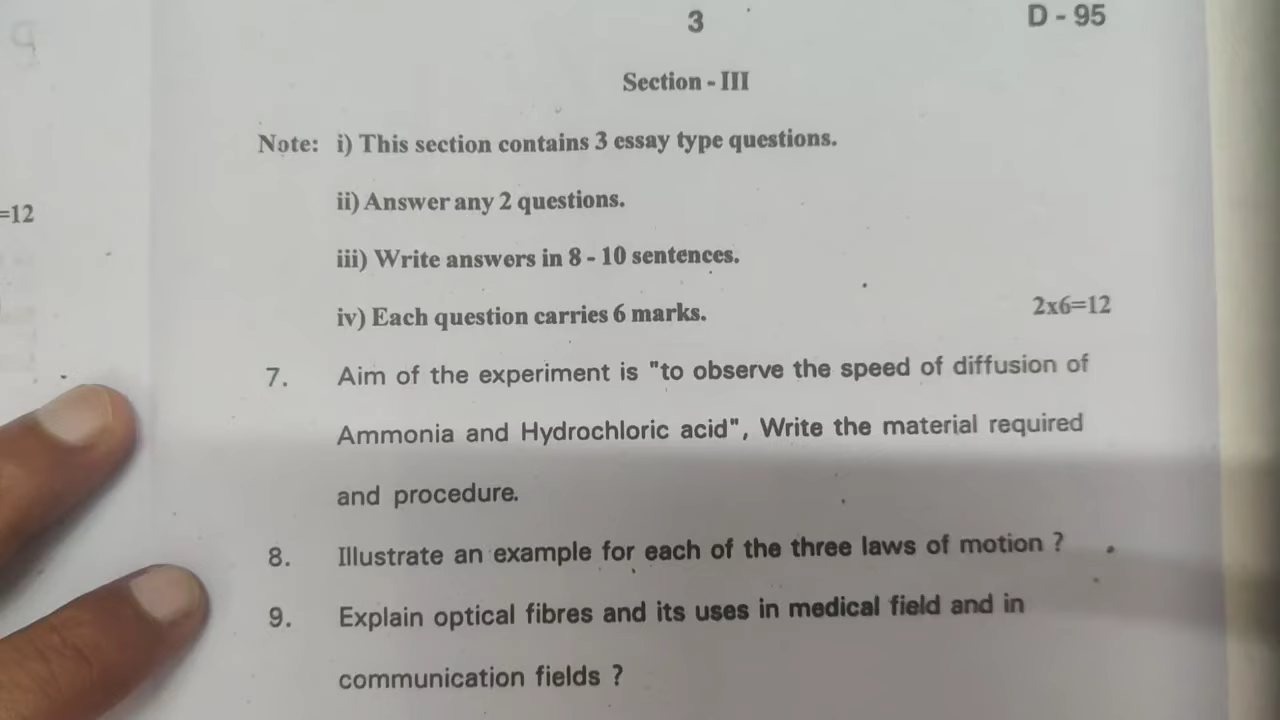 3
D - 95
Section - III
Note: i) This section contains 3 essay type questions.
=12
ii) Answer any 2 questions.
iii) Write answers in 8 - 10 sentences.
iv) Each question carries 6 marks.
2x6=12
7. Aim of the experiment is "to observe the speed of diffusion of
Ammonia and Hydrochloric acid", Write the material required
and procedure.
8. Illustrate an example for each of the three laws of motion ?
9. Explain optical fibres and its uses in medical field and in
communication fields ?